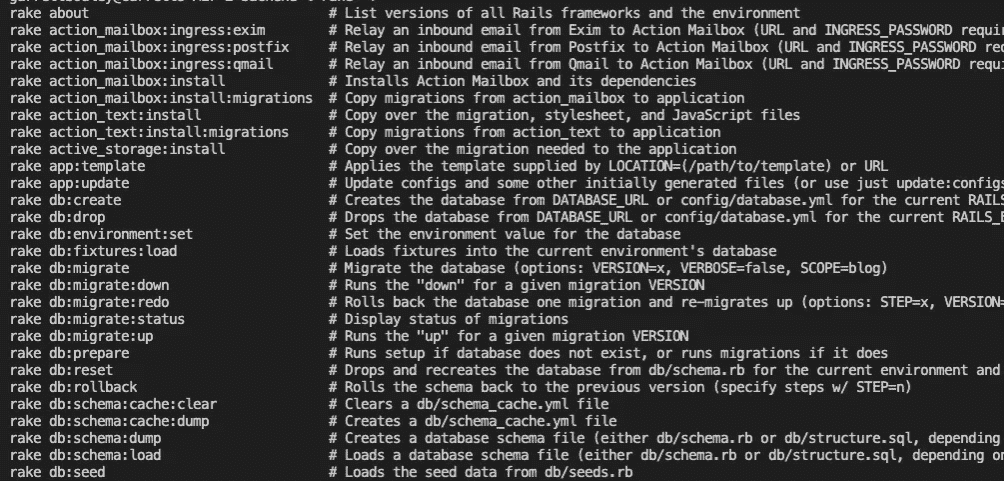 rake about # List versions of all Rails frameworks and the environment
rake action_mailbox:ingress:exim # Relay an inbound email from Exim to Action Mailbox (URL and INGRESS_PASSWORD
rake action_mailbox:ingress:postfix # Relay an inbound email from Postfix to Action Mailbox (URL and INGRESS_PASSWORD
rake action_mailbox:ingress:qmail # Relay an inbound email from Qmail to Action Mailbox (URL and INGRESS_PASSWORD
rake action_mailbox:install # Installs Action Mailbox and its dependencies
rake action_mailbox:install:migrations # Copy migrations from action_mailbox to application
rake action_text:install # Copy over the migration, stylesheet, and JavaScript files
rake action_text:install:migrations # Copy migrations from action_text to application
rake active_storage:install # Copy over the migration needed to the application
rake app:template # Applies the template supplied by LOCATION=(/path/to/template) or URL
rake app:update # Update configs and some other initially generated files (or use just update:configs
rake db:create # Creates the database from DATABASE_URL or config/database.yml for the current
rake db:drop # Drops the database from DATABASE_URL or config/database.yml for the current
rake db:environment:set # Set the environment value for the database
rake db:fixtures:load # Loads fixtures into the current environment's database
rake db:migrate # Migrate the database (options: VERSION=x, VERBOSE=false, SCOPE=blog)
rake db:migrate:down # Runs the "down" for a given migration VERSION
rake db:migrate:redo # Rolls back the database one migration and re-migrates up (options: STEP=x, VERSION=
rake db:migrate:status # Display status of migrations
rake db:migrate:up # Runs the "up" for a given migration VERSION
rake db:prepare # Runs setup if database does not exist, or runs migrations if it does
rake db:reset # Drops and recreates the database from db/schema.rb for the current environment and
rake db:rollback # Rolls the schema back to the previous version (specify steps w/ STEP=n)
rake db:schema:cache:clear # Clears a db/schema_cache.yml file
rake db:schema:cache:dump # Creates a db/schema_cache.yml file
rake db:schema:dump # Creates a database schema file (either db/schema.rb or db/structure.sql, depending
rake db:schema:load # Loads a database schema file (either db/schema.rb or db/structure.sql, depending on
rake db:seed # Loads the seed data from db/seeds.rb